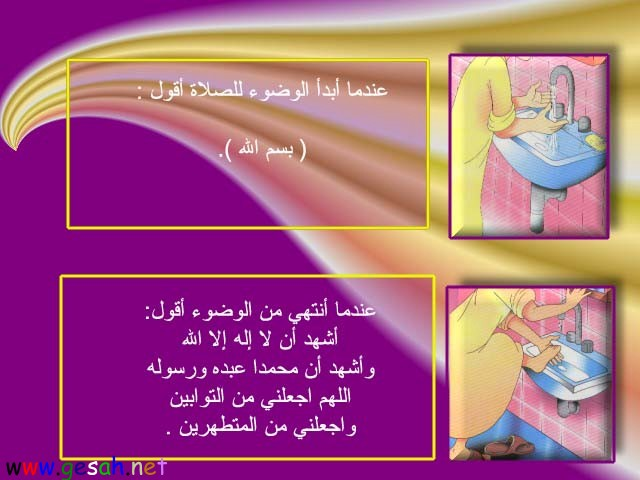 عندما أبدأ الوضوء للصلاة أقول :
( بسم الله ).
عندما أنتهي من الوضوء أقول:
أشهد أن لا إله إلا الله
وأشهد أن محمدا عبده ورسوله
اللهم اجعلني من التوابين
واجعلني من المتطهرين .
www.gesah.net